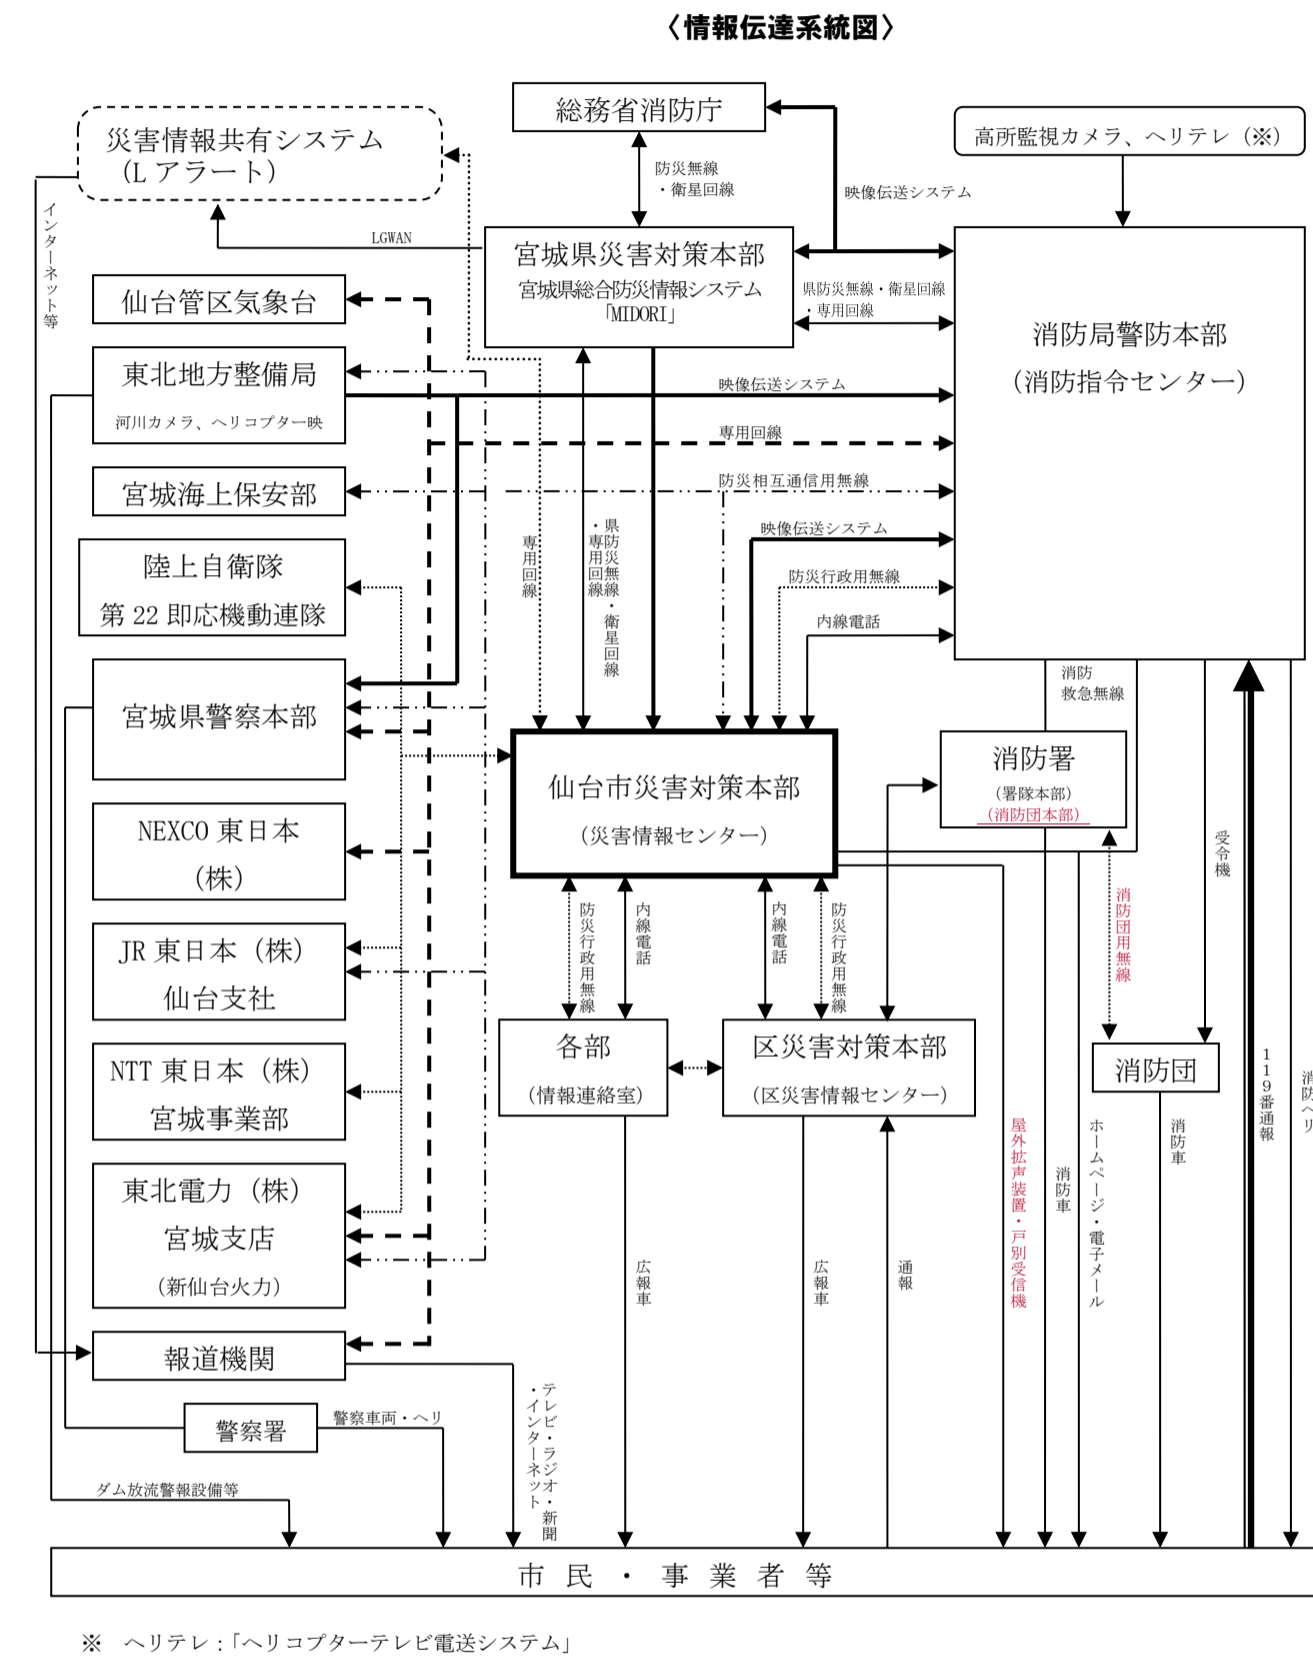 〈情報伝達系統図〉
総務省消防庁
災害情報共有システム
（L アラート）
高所監視カメラ、ヘリテレ（※）
防災無線
・衛星回線
映像伝送システム
インターネット等
LGWAN
宮城県災害対策本部
宮城県総合防災情報システム
「MIDORI」
県防災無線・衛星回線
・専用回線
消防局警防本部
（消防指令センター）
仙台管区気象台
東北地方整備局
河川カメラ、ヘリコプター映
映像伝送システム
専用回線
宮城海上保安部
防災相互通信用無線
映像伝送システム
専用回線
県防災無線・衛星回線
・専用回線
陸上自衛隊
第 22 即応機動連隊
防災行政用無線
内線電話
宮城県警察本部
消防
救急無線
仙台市災害対策本部
（災害情報センター）
消防署
（署隊本部）
（消防団本部）
NEXCO 東日本
（株）
受令機
消防団用無線
防災行政用無線
内線電話
内線電話
防災行政用無線
JR 東日本（株）
仙台支社
各部
（情報連絡室）
区災害対策本部
（区災害情報センター）
消防団
NTT 東日本（株）
宮城事業部
119番通報
消防ヘリ
屋外拡声装置・戸別受信機
消防車
ホームページ・電子メール
消防車
東北電力（株）
宮城支店
（新仙台火力）
広報車
広報車
通報
報道機関
テレビ・ラジオ・新聞
・インターネット
警察署
警察車両・ヘリ
ダム放流警報設備等
市民・事業者等
※　ヘリテレ：「ヘリコプターテレビ電送システム」